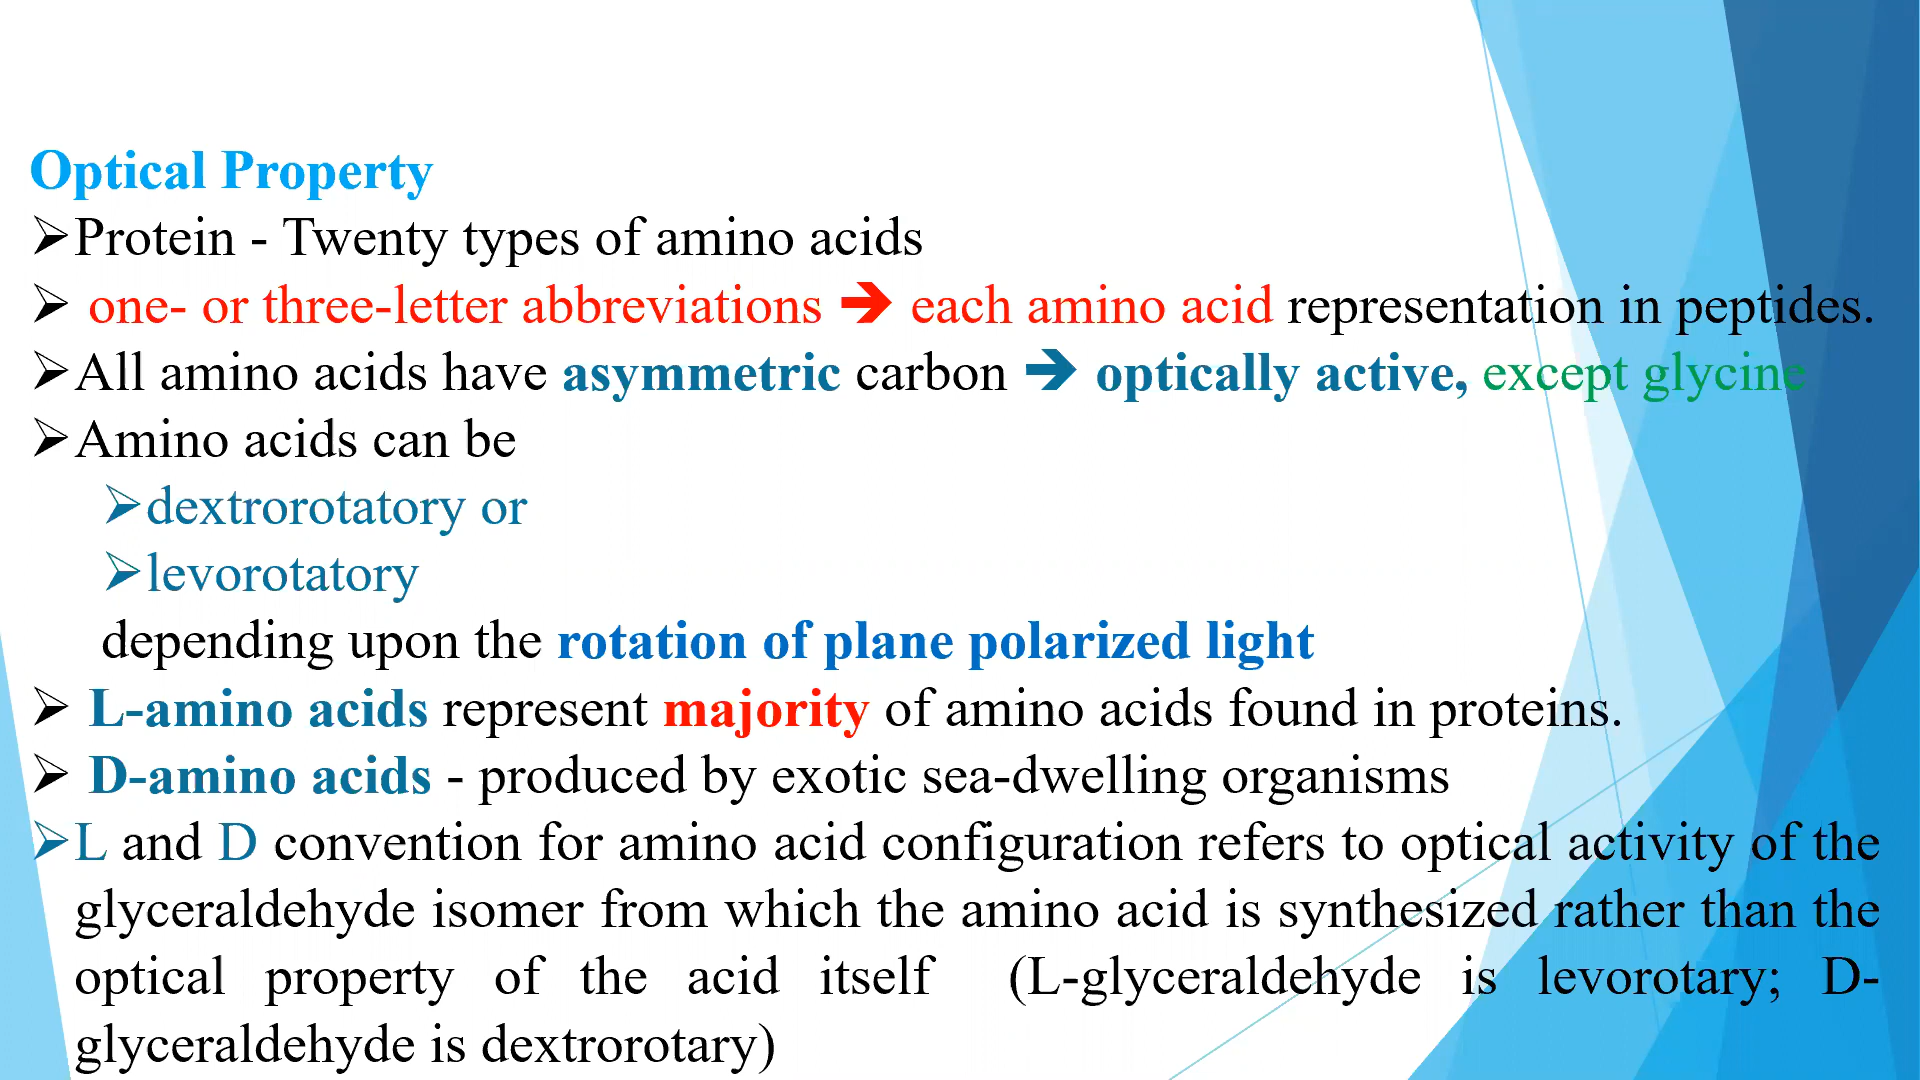 Optical Property
➢Protein - Twenty types of amino acids
➢ one- or three-letter abbreviations ➔ each amino acid representation in peptides.
➢All amino acids have asymmetric carbon ➔ optically active, except glycine
➢Amino acids can be
➢dextrorotatory or
➢levorotatory
depending upon the rotation of plane polarized light
➢ L-amino acids represent majority of amino acids found in proteins.
➢ D-amino acids - produced by exotic sea-dwelling organisms
➢L and D convention for amino acid configuration refers to optical activity of the
glyceraldehyde isomer from which the amino acid is synthesized rather than the
optical property of the acid itself (L-glyceraldehyde is levorotary; D-
glyceraldehyde is dextrorotary)